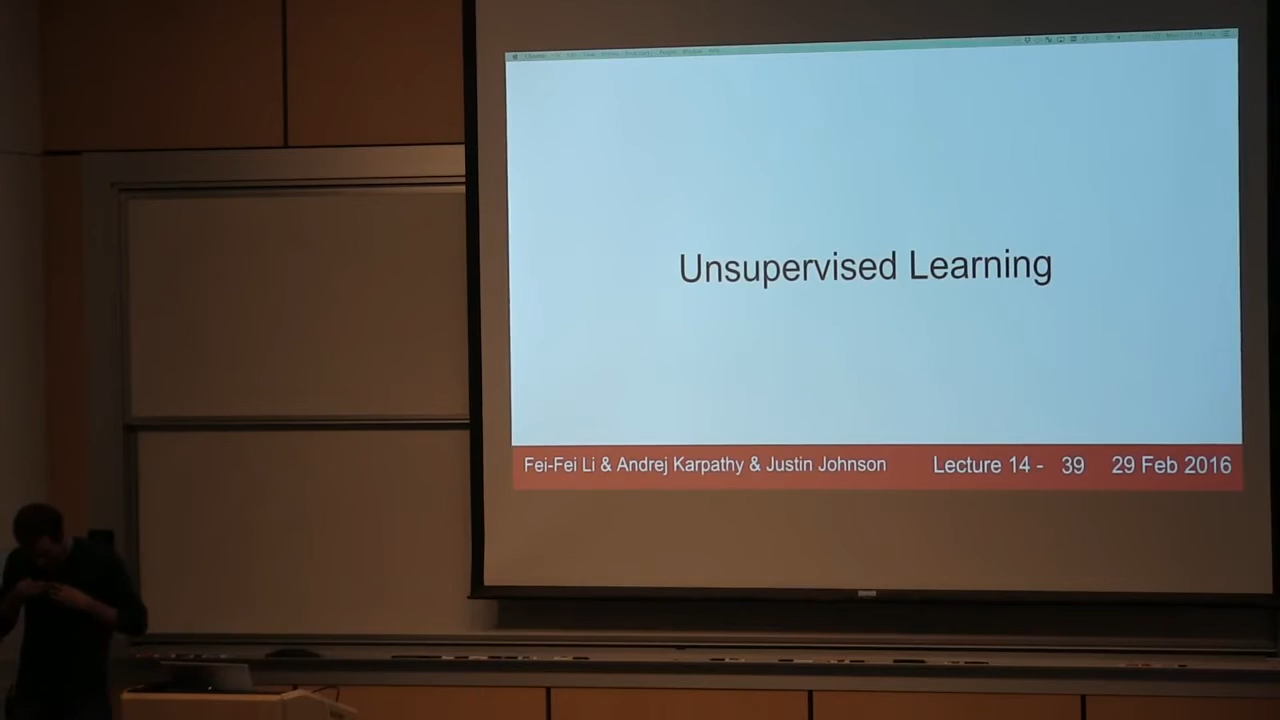 Unsupervised Learning
Fei-Fei Li & Andrej Karpathy & Justin Johnson Lecture 14 - 39 29 Feb 2016